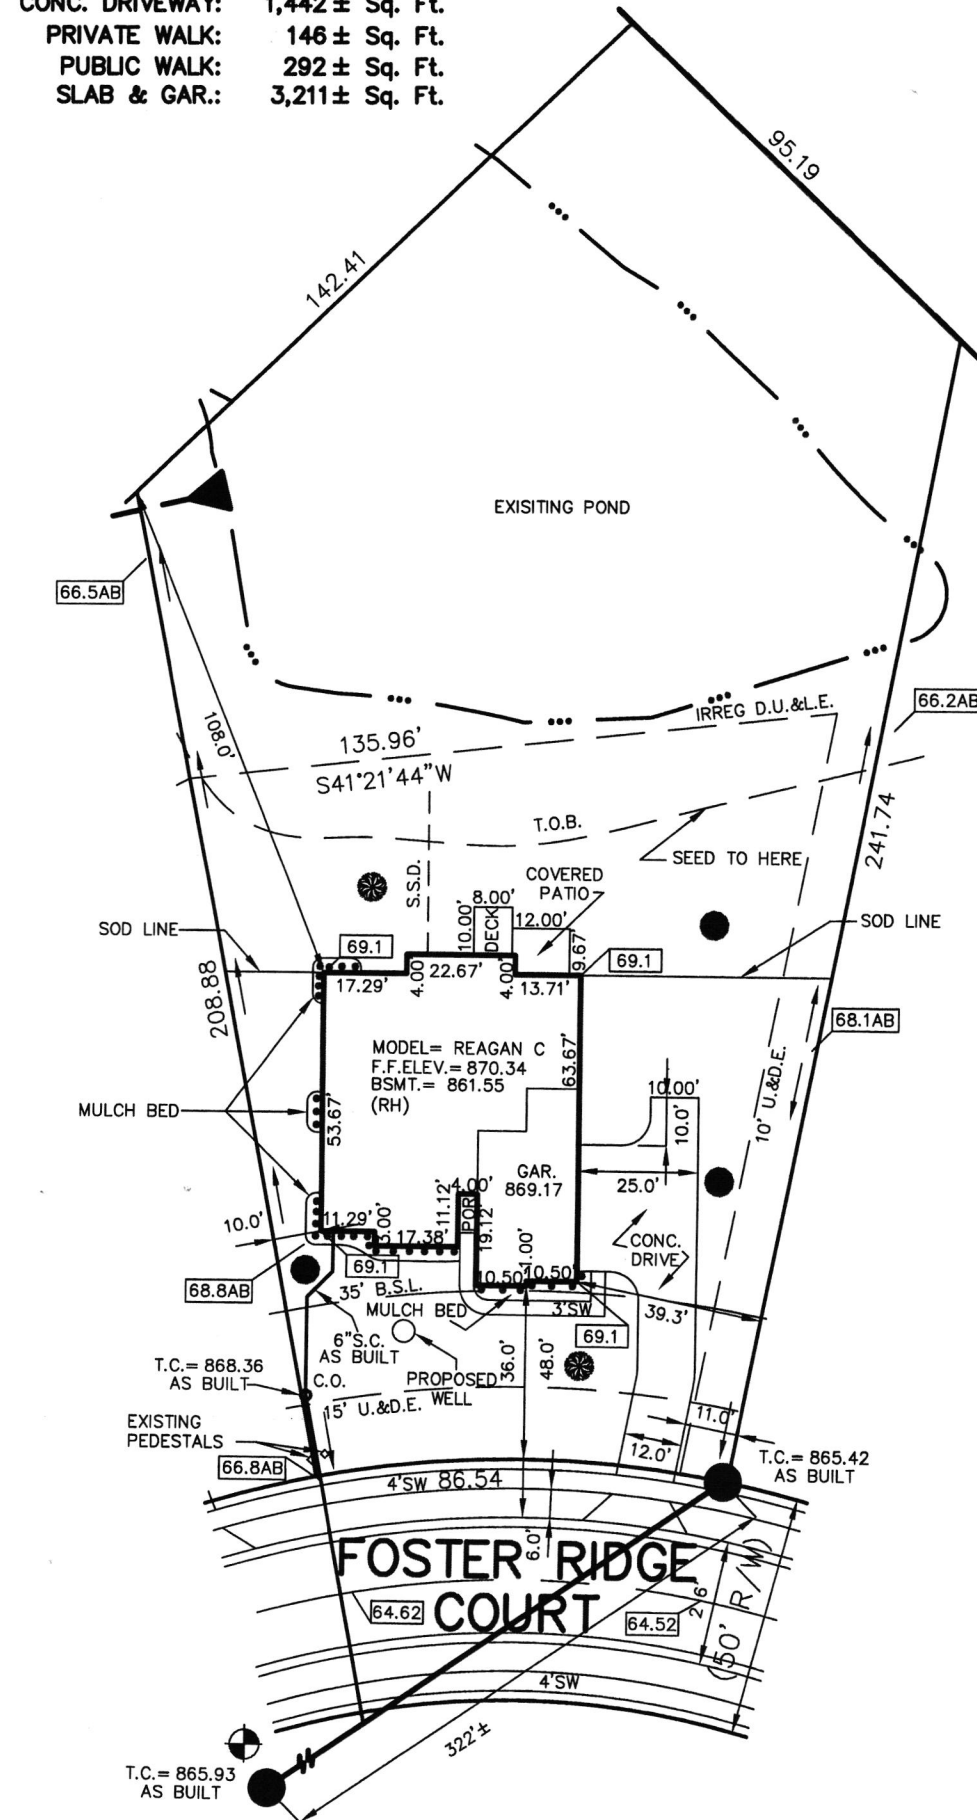 CONC. DRIVEWAY: 1,442± Sq. Ft.
PRIVATE WALK: 146± Sq. Ft.
PUBLIC WALK: 292± Sq. Ft.
SLAB & GAR.: 3,211± Sq. Ft.
95.19
142.41
EXISITING POND
66.5AB
66.2AB
IRREG D.U.&L.E.
108.0'
135.96'
S41°21'44"W
241.74
T.O.B.
SEED TO HERE
S.S.D.
COVERED
PATIO
8.00'
10.00'
DECK
12.00'
9.67'
SOD LINE
SOD LINE
69.1
69.1
17.29'
4.00'
22.67'
4.00'
13.71'
208.88
68.1AB
MODEL= REAGAN C
F.F.ELEV.= 870.34
BSMT.= 861.55
(RH)
63.67'
10' U.&D.E.
10.00'
10.0'
MULCH BED
53.67'
GAR.
869.17
25.0'
4.00'
POR
11.12'
19.12'
10.0'
11.29'
3.00'
17.38'
1.00'
CONC.
DRIVE
69.1
68.8AB
35' B.S.L.
10.50'
10.50'
MULCH BED
3'SW
39.3'
69.1
6"S.C.
AS BUILT
36.0'
48.0'
T.C.= 868.36
AS BUILT
C.O.
PROPOSED
WELL
15' U.&D.E.
EXISTING
PEDESTALS
11.0'
12.0'
T.C.= 865.42
AS BUILT
66.8AB
4'SW
86.54
6.0'
FOSTER RIDGE
COURT
64.62
64.52
(50' R/W)
4'SW
322'±
T.C.= 865.93
AS BUILT